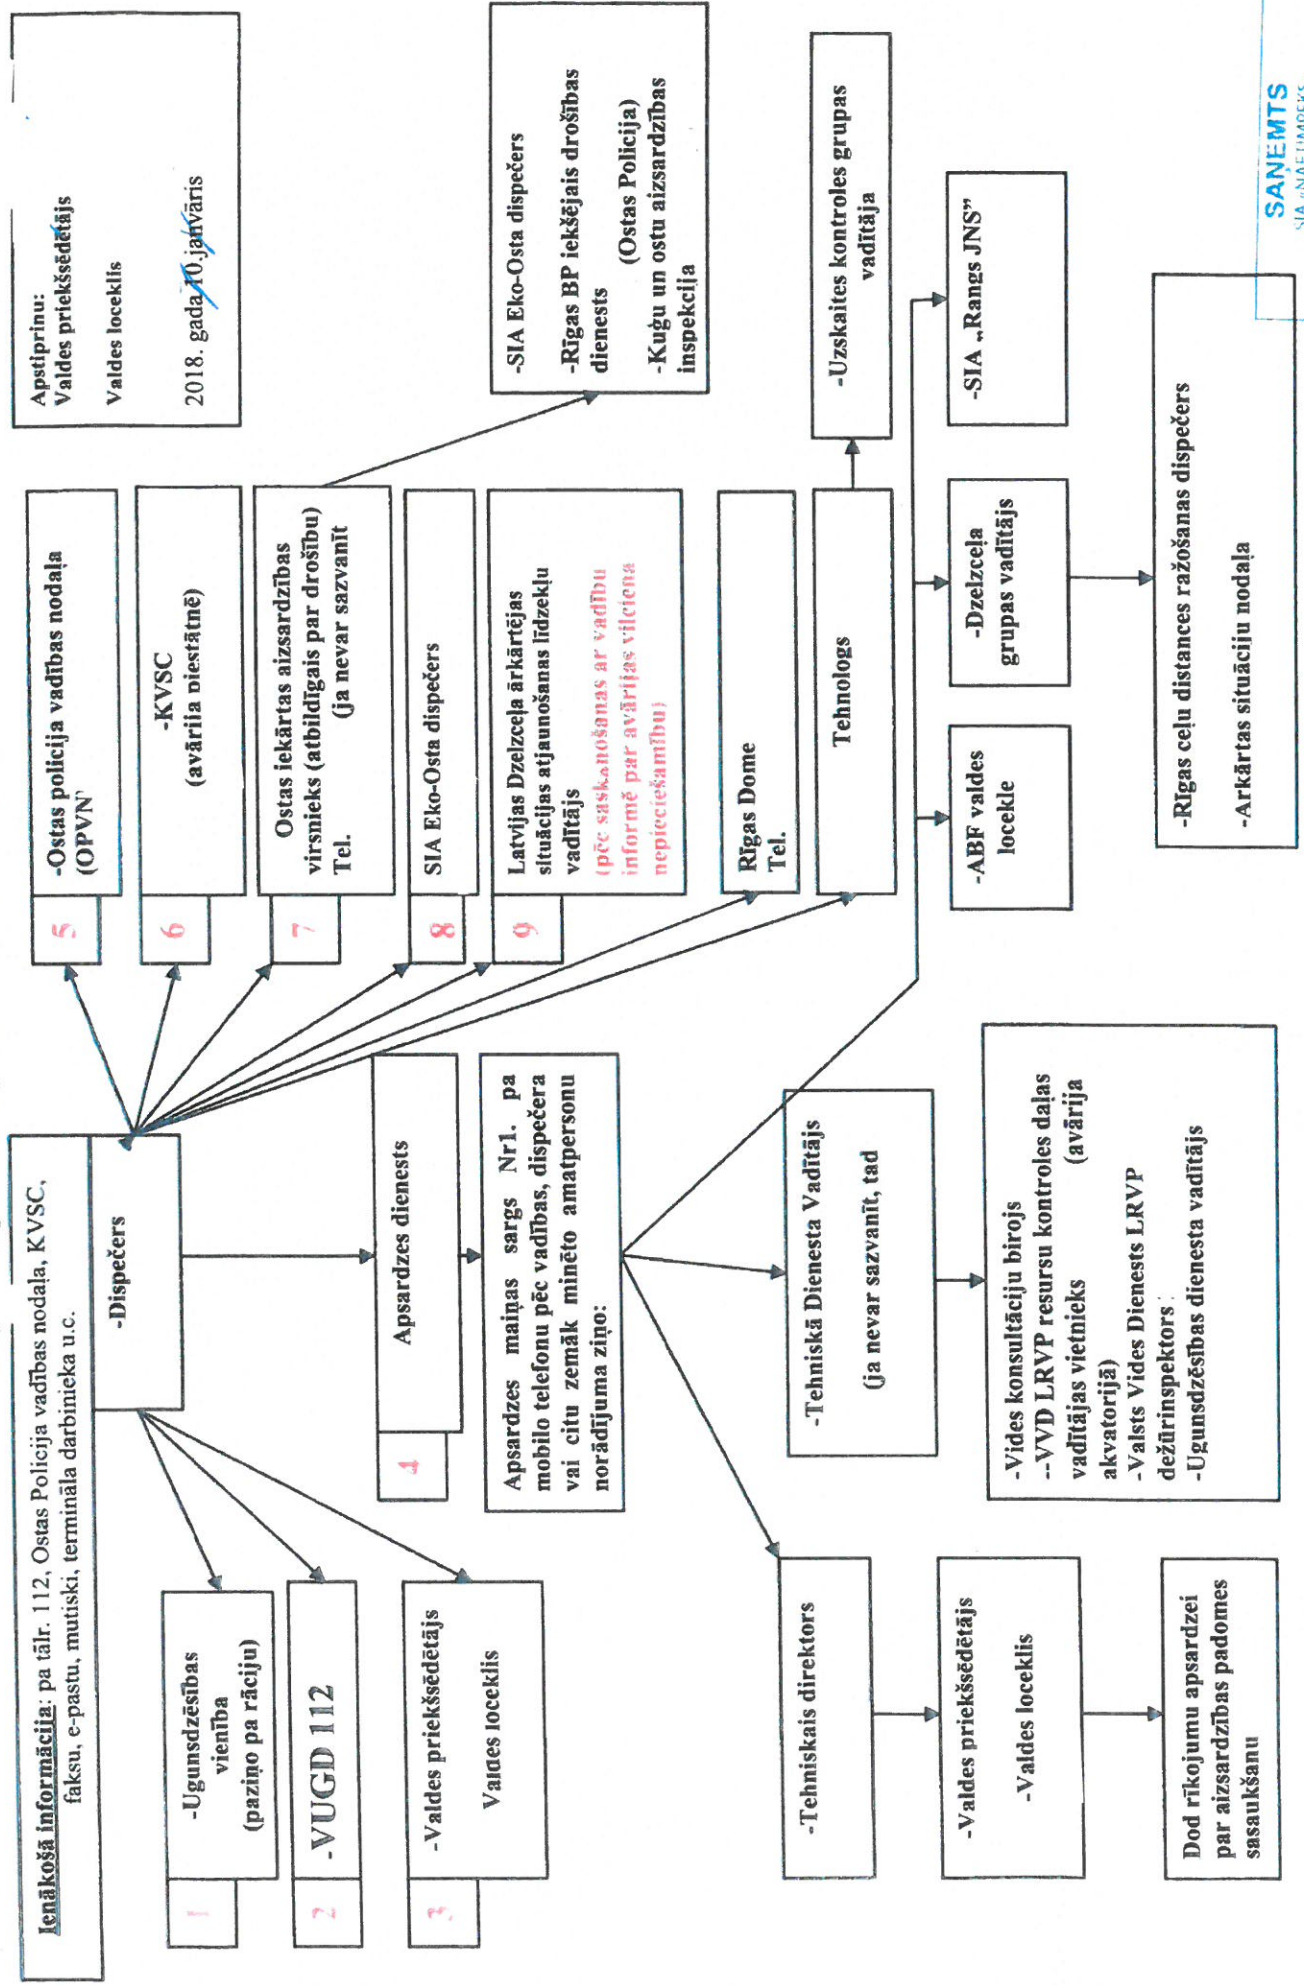 Ienākošā informācija: pa tālr. 112, Ostas Policija vadības nodaļa, KVSC,
faksu, e-pastu, mutiski, termināla darbinieka u.c.
Apstiprinu:
Valdes priekšsēdētājs
Valdes loceklis
2018. gada 10.janvāris
-Dispečers
1
-Ugunsdzēsības
vienība
(paziņo pa rāciju)
2
-VUGD 112
3
-Valdes priekšsēdētājs
Valdes loceklis
4
Apsardzes dienests
Apsardzes maiņas sargs Nr1. pa
mobilo telefonu pēc vadības, dispečera
vai citu zemāk minēto amatpersonu
norādījuma ziņo:
5
-Ostas policija vadības nodaļa
(OPVN
6
-KVSC
(avārija piestātnē)
7
Ostas iekārtas aizsardzības
virsnieks (atbildīgais par drošību)
Tel. (ja nevar sazvanīt
8
SIA Eko-Osta dispečers
9
Latvijas Dzelzceļa ārkārtējas
situācijas atjaunošanas līdzekļu
vadītājs
(pēc saskaņošanas ar vadību
informē par avārijas vilciena
nepieciešamību)
-SIA Eko-Osta dispečers
-Rīgas BP iekšējais drošības
dienests
(Ostas Policija)
-Kuģu un ostu aizsardzības
inspekcija
Rīgas Dome
Tel.
Tehnologs
-Uzskaites kontroles grupas
vadītāja
-Tehniskais direktors
-Valdes priekšsēdētājs
-Valdes loceklis
Dod rīkojumu apsardzei
par aizsardzības padomes
sasaukšanu
-Tehniskā Dienesta Vadītājs
(ja nevar sazvanīt, tad
-Vides konsultāciju birojs
--VVD LRVP resursu kontroles daļas
vadītājas vietnieks (avārija
akvatorijā)
-Valsts Vides Dienests LRVP
dežūrinspektors
-Ugunsdzēsības dienesta vadītājs
-ABF valdes
locekle
-Dzelzceļa
grupas vadītājs
-SIA „Rangs JNS”
-Rīgas ceļu distances ražošanas dispečers
-Arkārtas situāciju nodaļa
SAŅEMTS
SIA